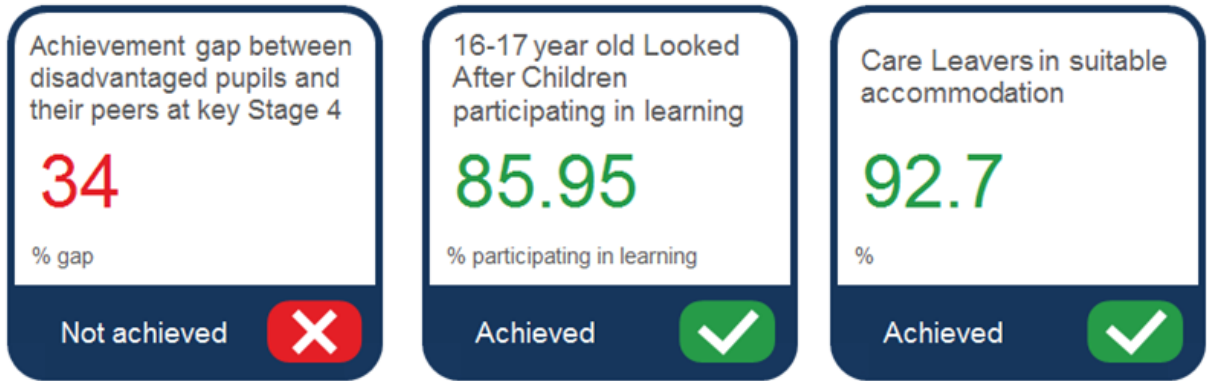 Achievement gap between
disadvantaged pupils and
their peers at key Stage 4
34
% gap
Not achieved
16-17 year old Looked
After Children
participating in learning
85.95
% participating in learning
Achieved
Care Leavers in suitable
accommodation
92.7
%
Achieved